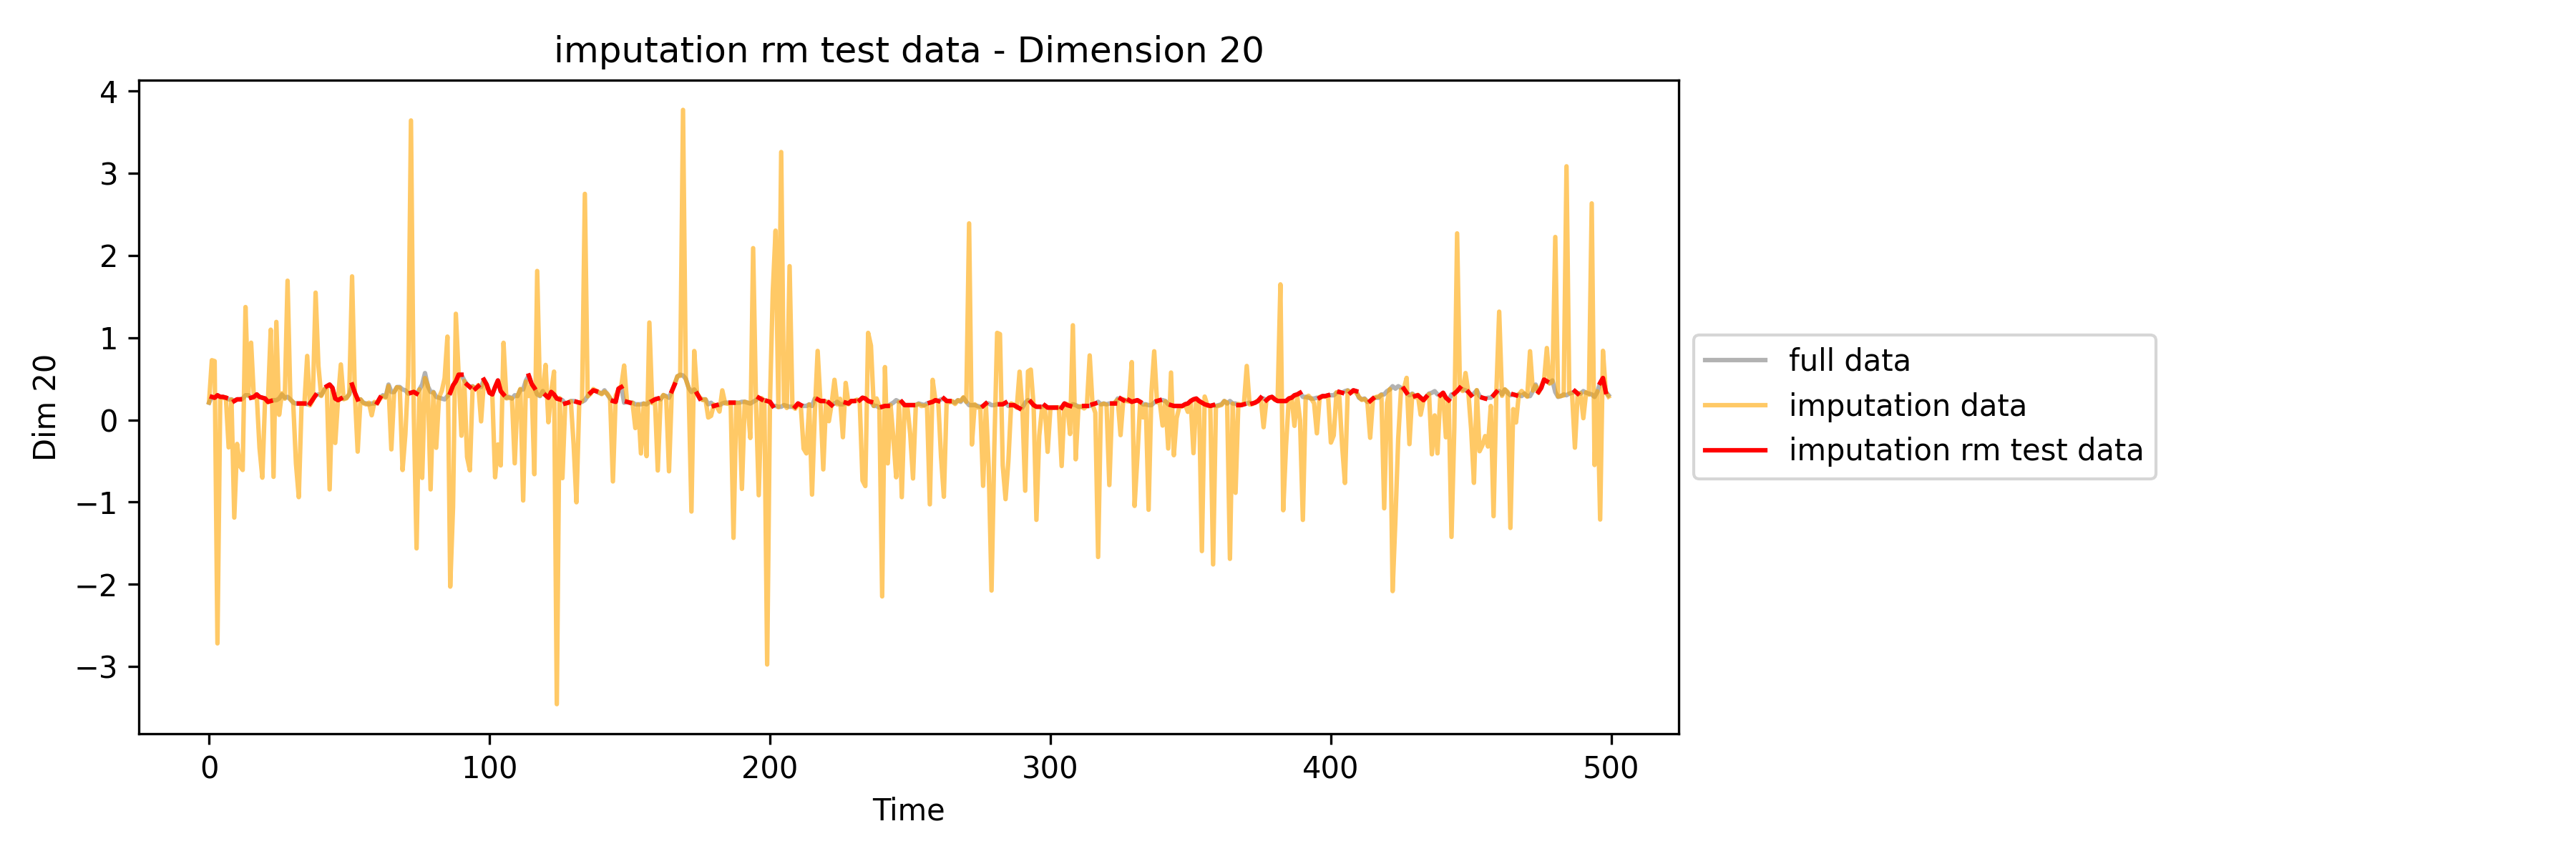 imputation rm test data - Dimension 20
4
3
2
1
0
−1
−2
−3
Dim 20
0 100 200 300 400 500
Time
full data
imputation data
imputation rm test data